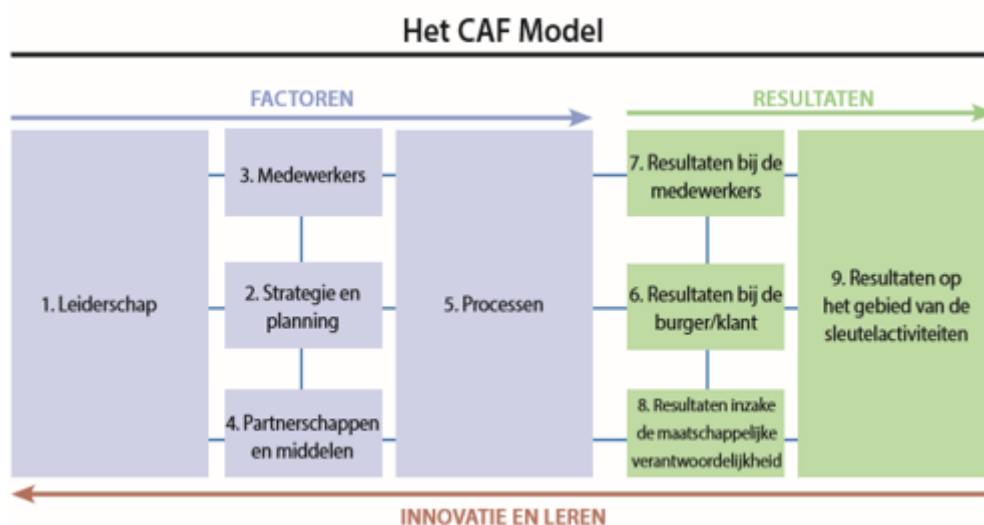 Het CAF Model
FACTOREN
RESULTATEN
1. Leiderschap
3. Medewerkers
2. Strategie en
planning
4. Partnerschappen
en middelen
5. Processen
7. Resultaten bij de
medewerkers
6. Resultaten bij de
burger/klant
8. Resultaten inzake
de maatschappelijke
verantwoordelijkheid
9. Resultaten op
het gebied van de
sleutelactiviteiten
INNOVATIE EN LEREN